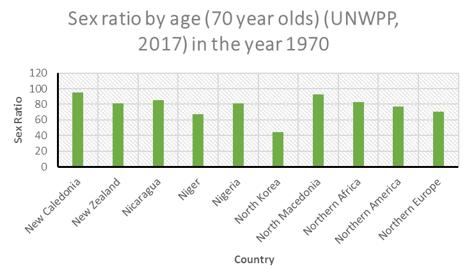 Sex ratio by age (70 year olds) (UNWPP,
2017) in the year 1970
120
100
80
60
40
20
0
Sex Ratio
New Caledonia
New Zealand
Nicaragua
Niger
Nigeria
North Korea
North Macedonia
Northern Africa
Northern America
Northern Europe
Country